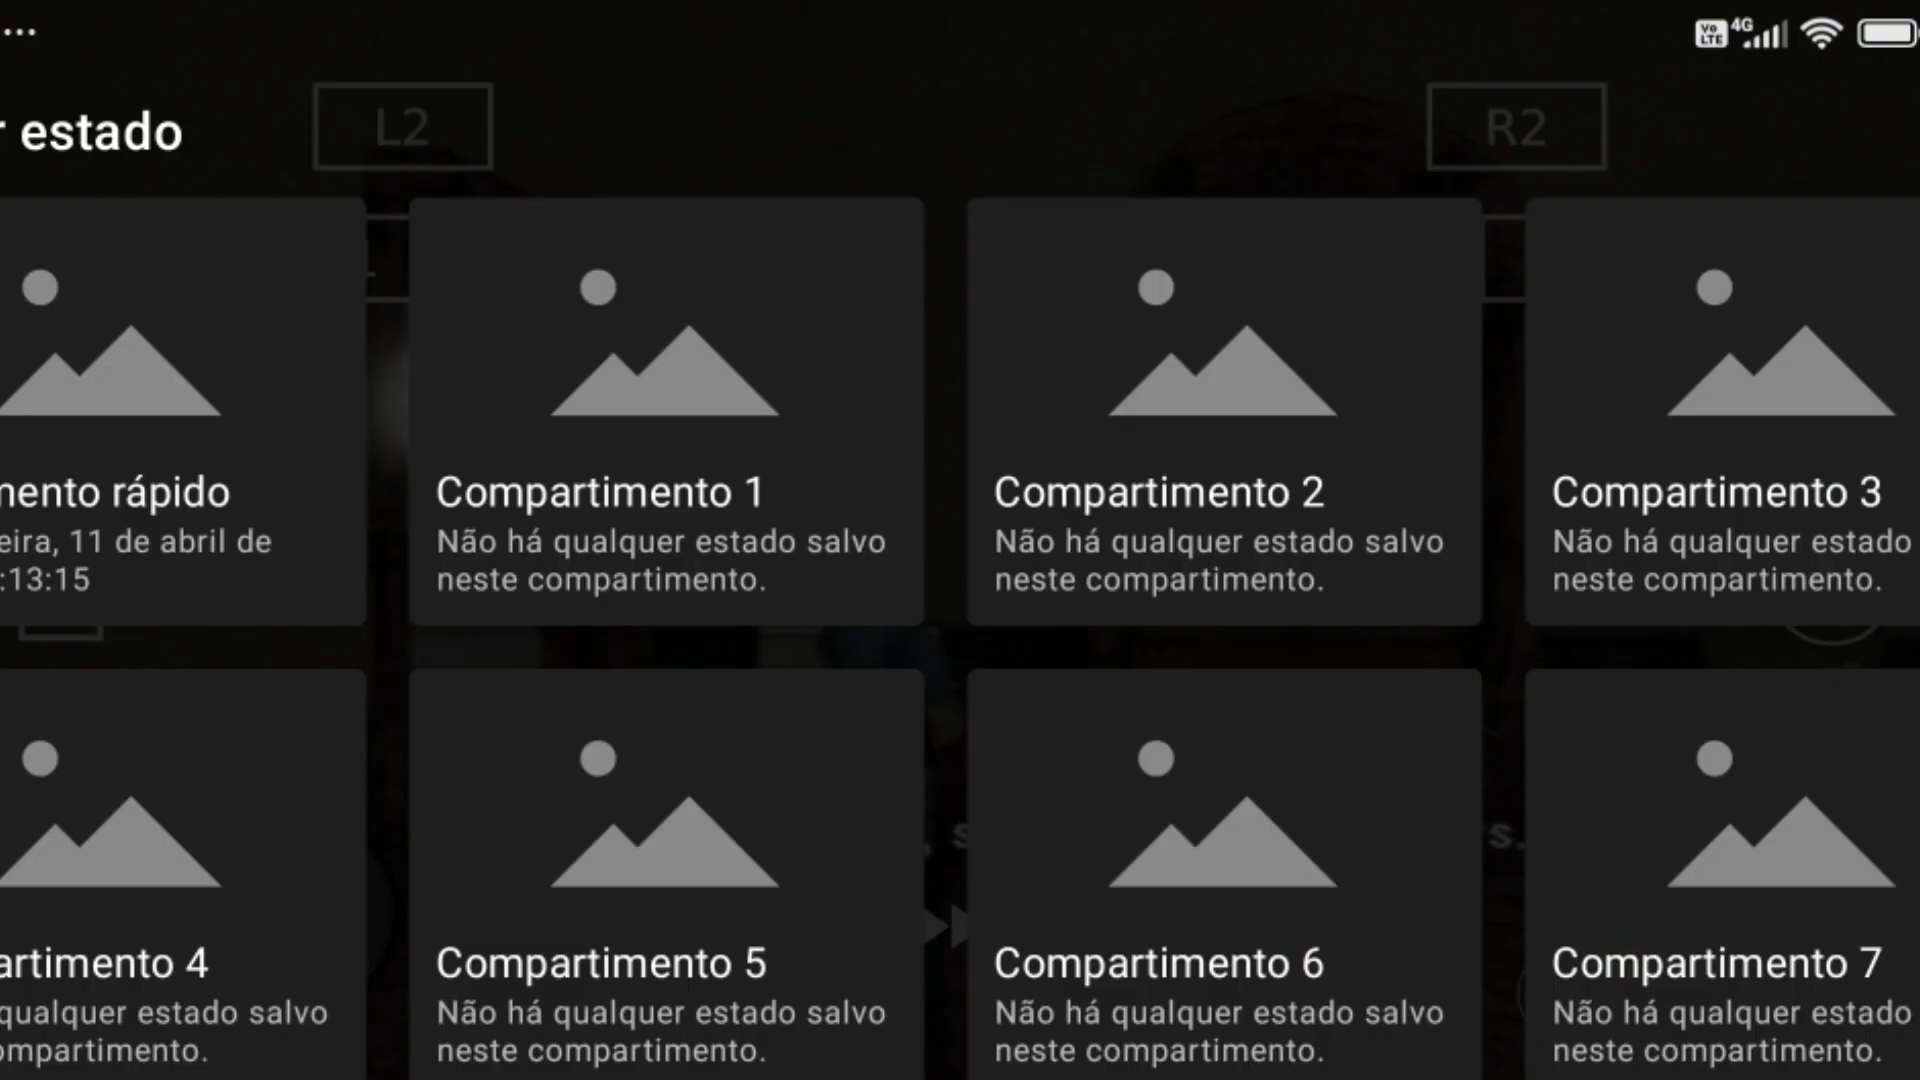 ...
VoLTE 4G
L2
R2
r estado
mento rápido
eira, 11 de abril de
:13:15
Compartimento 1
Não há qualquer estado salvo
neste compartimento.
Compartimento 2
Não há qualquer estado salvo
neste compartimento.
Compartimento 3
Não há qualquer estado
neste compartimento.
artimento 4
qualquer estado salvo
ompartimento.
Compartimento 5
Não há qualquer estado salvo
neste compartimento.
Compartimento 6
Não há qualquer estado salvo
neste compartimento.
Compartimento 7
Não há qualquer estado
neste compartimento.